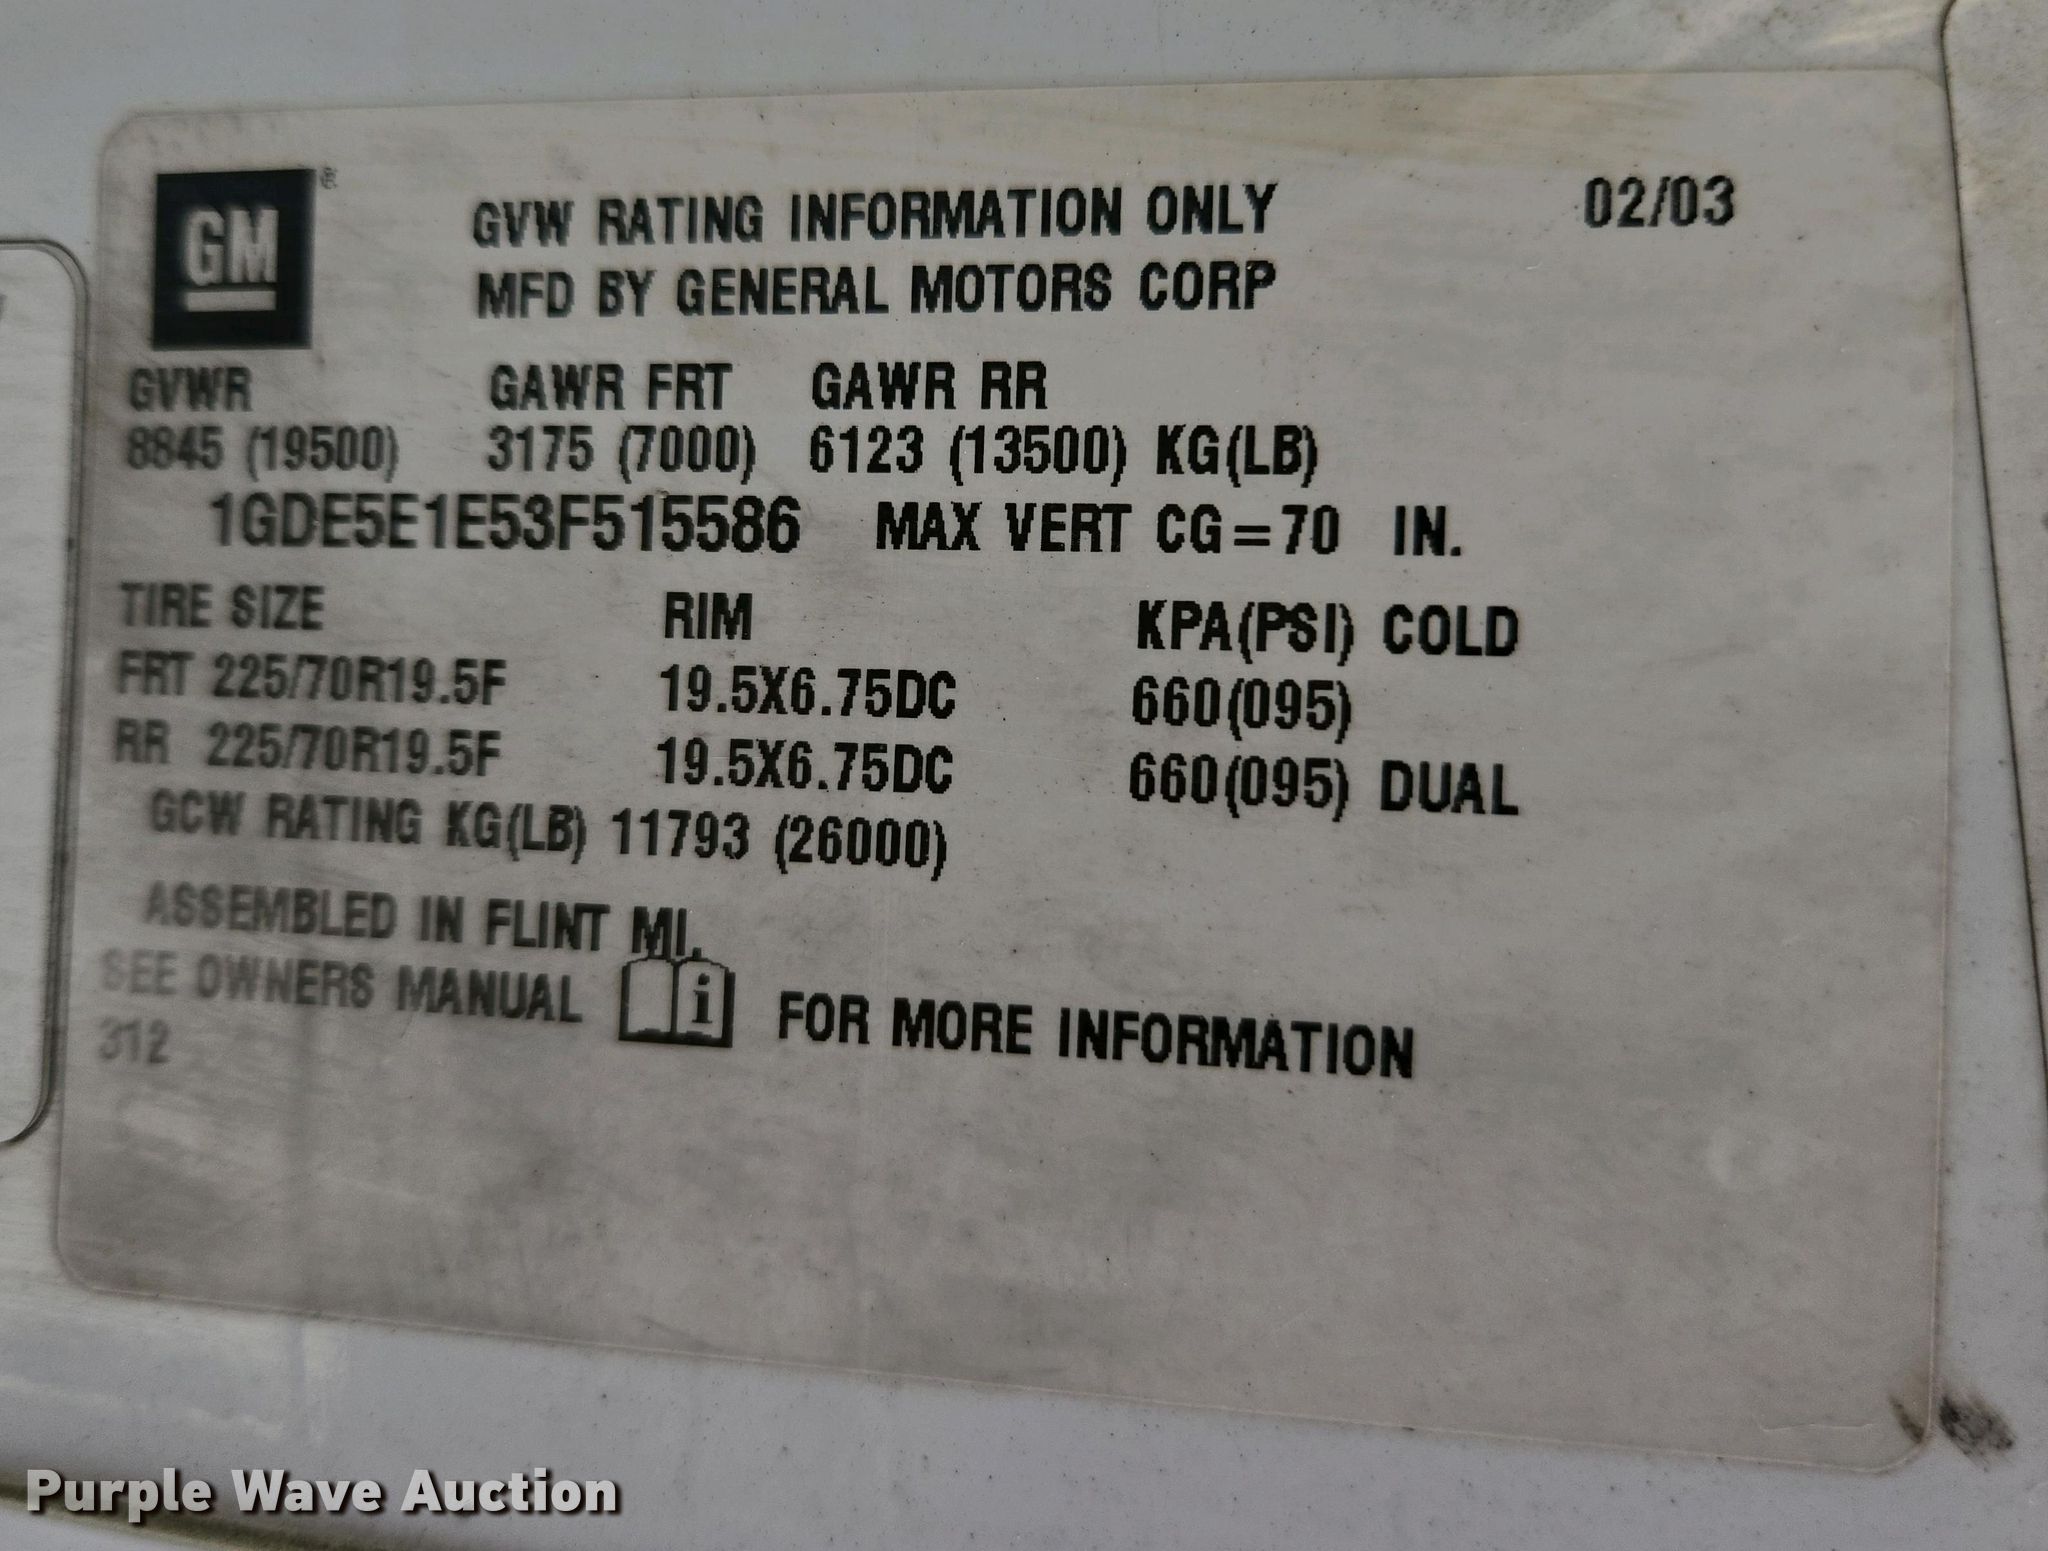 GM ®
GVW RATING INFORMATION ONLY 02/03
MFD BY GENERAL MOTORS CORP
GVWR GAWR FRT GAWR RR
8845 (19500) 3175 (7000) 6123 (13500) KG(LB)
1GDE5E1E53F515586 MAX VERT CG=70 IN.
TIRE SIZE RIM KPA(PSI) COLD
FRT 225/70R19.5F 19.5X6.75DC 660(095)
RR 225/70R19.5F 19.5X6.75DC 660(095) DUAL
GCW RATING KG(LB) 11793 (26000)
ASSEMBLED IN FLINT MI.
SEE OWNERS MANUAL i FOR MORE INFORMATION
312
Purple Wave Auction